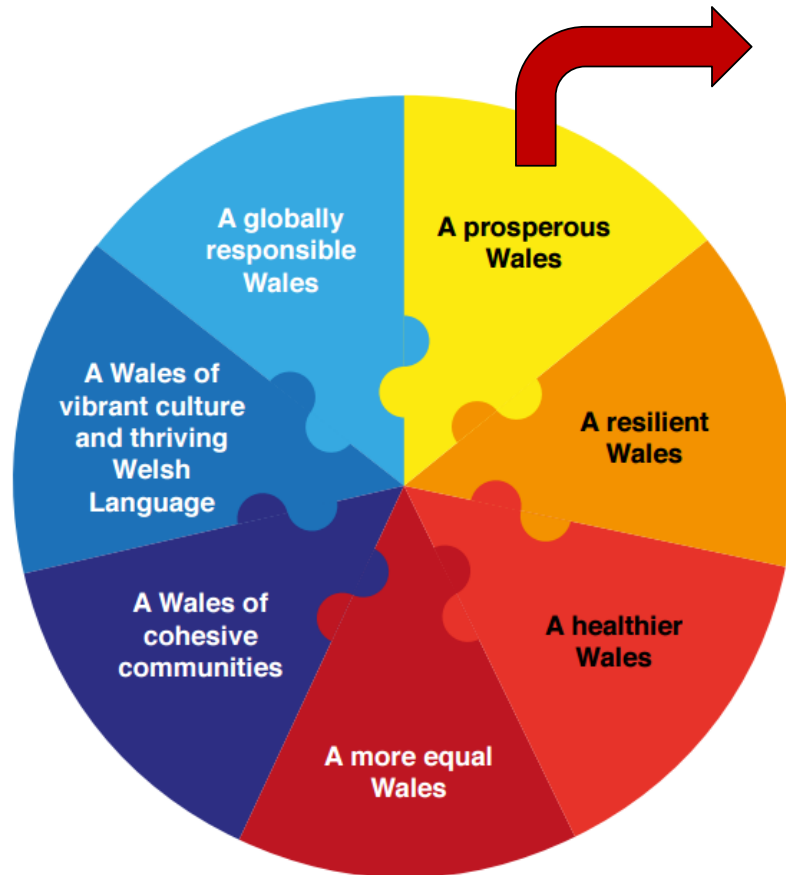 A prosperous
Wales
A resilient
Wales
A healthier
Wales
A more equal
Wales
A Wales of
cohesive
communities
A Wales of
vibrant culture
and thriving
Welsh
Language
A globally
responsible
Wales